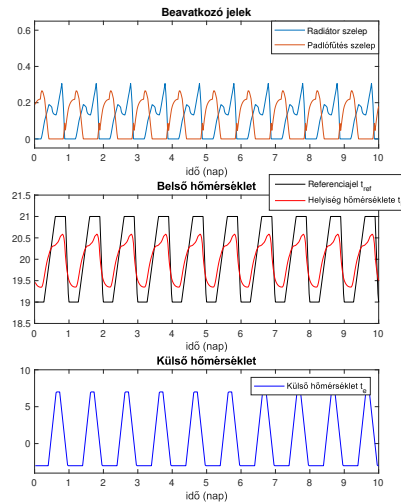 Beavatkozó jelek
Radiátor szelep
Padlófűtés szelep
0.6
0.4
0.2
0
0 1 2 3 4 5 6 7 8 9 10
idő (nap)
Belső hőmérséklet
Referenciajel t_ref
Helyiség hőmérséklete t
21.5
21
20.5
20
19.5
19
18.5
0 1 2 3 4 5 6 7 8 9 10
idő (nap)
Külső hőmérséklet
Külső hőmérséklet t_e
10
5
0
0 1 2 3 4 5 6 7 8 9 10
idő (nap)